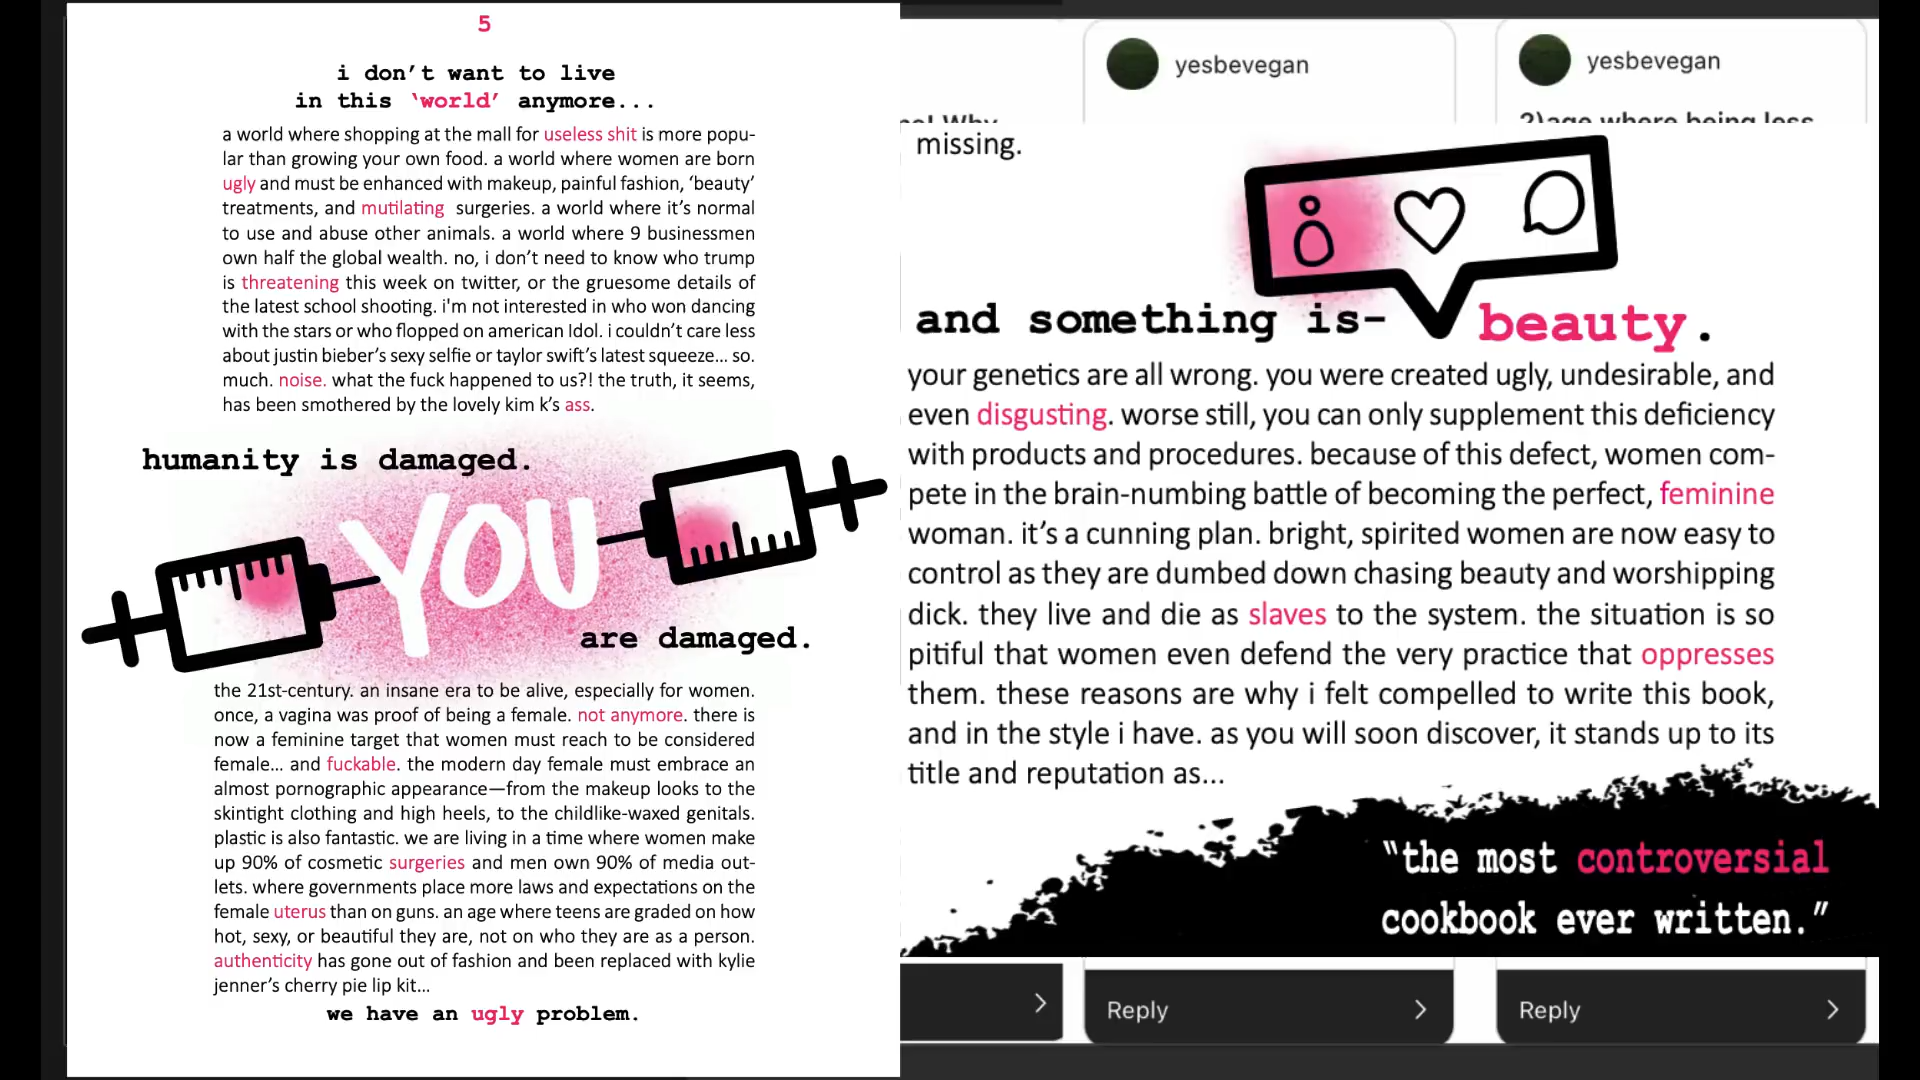 5
i don’t want to live
in this ‘world’ anymore...
a world where shopping at the mall for useless shit is more popu-
lar than growing your own food. a world where women are born
ugly and must be enhanced with makeup, painful fashion, ‘beauty’
treatments, and mutilating surgeries. a world where it’s normal
to use and abuse other animals. a world where 9 businessmen
own half the global wealth. no, i don’t need to know who trump
is threatening this week on twitter, or the gruesome details of
the latest school shooting. i'm not interested in who won dancing
with the stars or who flopped on american Idol. i couldn’t care less
about justin bieber’s sexy selfie or taylor swift’s latest squeeze... so.
much. noise. what the fuck happened to us?! the truth, it seems,
has been smothered by the lovely kim k’s ass.
humanity is damaged.
YOU
are damaged.
the 21st-century. an insane era to be alive, especially for women.
once, a vagina was proof of being a female. not anymore. there is
now a feminine target that women must reach to be considered
female... and fuckable. the modern day female must embrace an
almost pornographic appearance—from the makeup looks to the
skintight clothing and high heels, to the childlike-waxed genitals.
plastic is also fantastic. we are living in a time where women make
up 90% of cosmetic surgeries and men own 90% of media out-
lets. where governments place more laws and expectations on the
female uterus than on guns. an age where teens are graded on how
hot, sexy, or beautiful they are, not on who they are as a person.
authenticity has gone out of fashion and been replaced with kylie
jenner’s cherry pie lip kit...
we have an ugly problem.
yesbevegan
yesbevegan
2)age where being less
missing.
and something is- beauty.
your genetics are all wrong. you were created ugly, undesirable, and
even disgusting. worse still, you can only supplement this deficiency
with products and procedures. because of this defect, women com-
pete in the brain-numbing battle of becoming the perfect, feminine
woman. it’s a cunning plan. bright, spirited women are now easy to
control as they are dumbed down chasing beauty and worshipping
dick. they live and die as slaves to the system. the situation is so
pitiful that women even defend the very practice that oppresses
them. these reasons are why i felt compelled to write this book,
and in the style i have. as you will soon discover, it stands up to its
title and reputation as...
“the most controversial
cookbook ever written.”
Reply
Reply